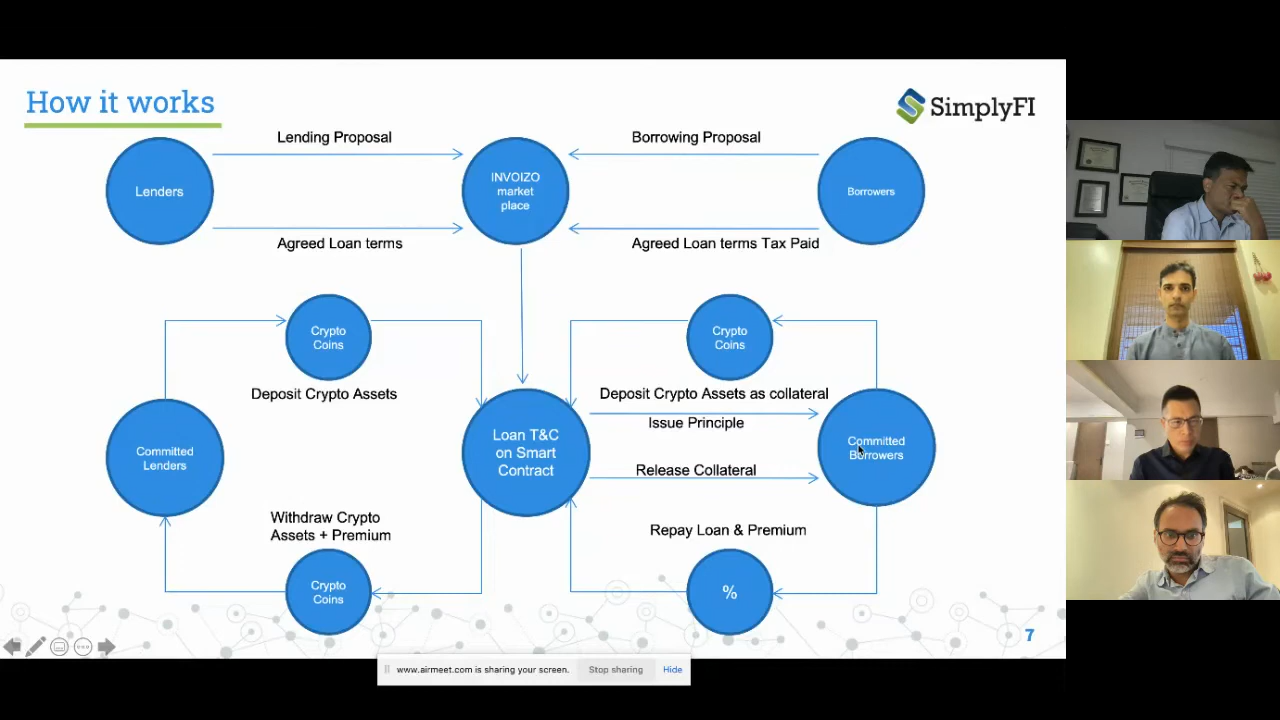 How it works
SimplyFI
Lending Proposal
Borrowing Proposal
Lenders
INVOIZO
market
place
Borrowers
Agreed Loan terms
Agreed Loan terms Tax Paid
Crypto
Coins
Crypto
Coins
Deposit Crypto Assets
Deposit Crypto Assets as collateral
Issue Principle
Committed
Lenders
Loan T&C
on Smart
Contract
Committed
Borrowers
Release Collateral
Withdraw Crypto
Assets + Premium
Repay Loan & Premium
Crypto
Coins
%
7
www.airmeet.com is sharing your screen.
Stop sharing
Hide